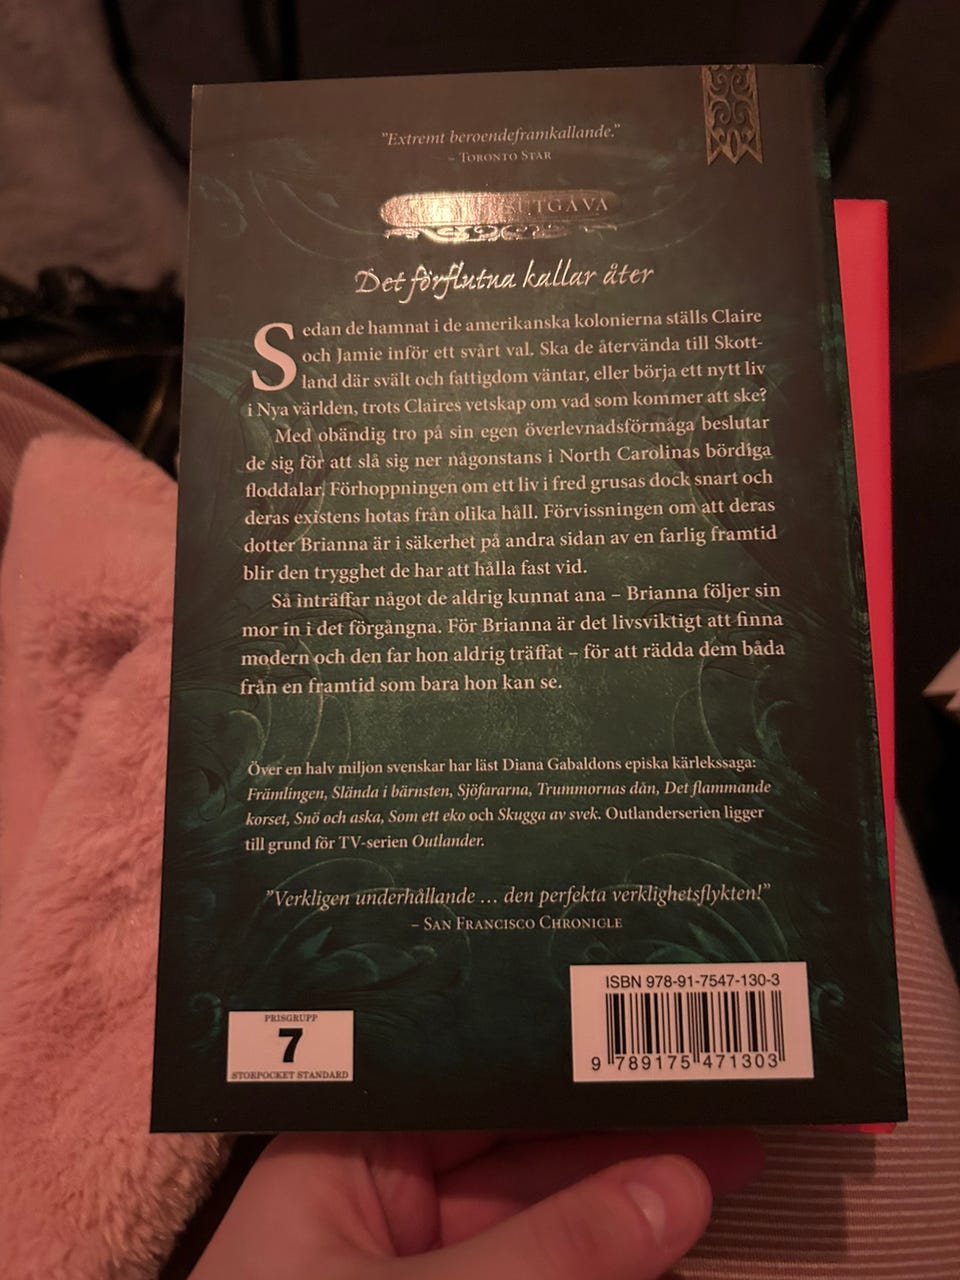 ”Extremt beroendeframkallande.”
– TORONTO STAR
UTGÅVA
Det förflutna kallar åter
Sedan de hamnat i de amerikanska kolonierna ställs Claire
och Jamie inför ett svårt val. Ska de återvända till Skott-
land där svält och fattigdom väntar, eller börja ett nytt liv
i Nya världen, trots Claires vetskap om vad som kommer att ske?
Med obändig tro på sin egen överlevnadsförmåga beslutar
de sig för att slå sig ner någonstans i North Carolinas bördiga
floddalar. Förhoppningen om ett liv i fred grusas dock snart och
deras existens hotas från olika håll. Förvissningen om att deras
dotter Brianna är i säkerhet på andra sidan av en farlig framtid
blir den trygghet de har att hålla fast vid.
Så inträffar något de aldrig kunnat ana – Brianna följer sin
mor in i det förgångna. För Brianna är det livsviktigt att finna
modern och den far hon aldrig träffat – för att rädda dem båda
från en framtid som bara hon kan se.
Över en halv miljon svenskar har läst Diana Gabaldons episka kärlekssaga:
Främlingen, Slända i bärnsten, Sjöfararna, Trummornas dån, Det flammande
korset, Snö och aska, Som ett eko och Skugga av svek. Outlanderserien ligger
till grund för TV-serien Outlander.
”Verkligen underhållande … den perfekta verklighetsflykten!”
– SAN FRANCISCO CHRONIGLE
ISBN 978-91-7547-130-3
9 789175 471303
PRISGRUPP
7
STORPOCKET STANDARD